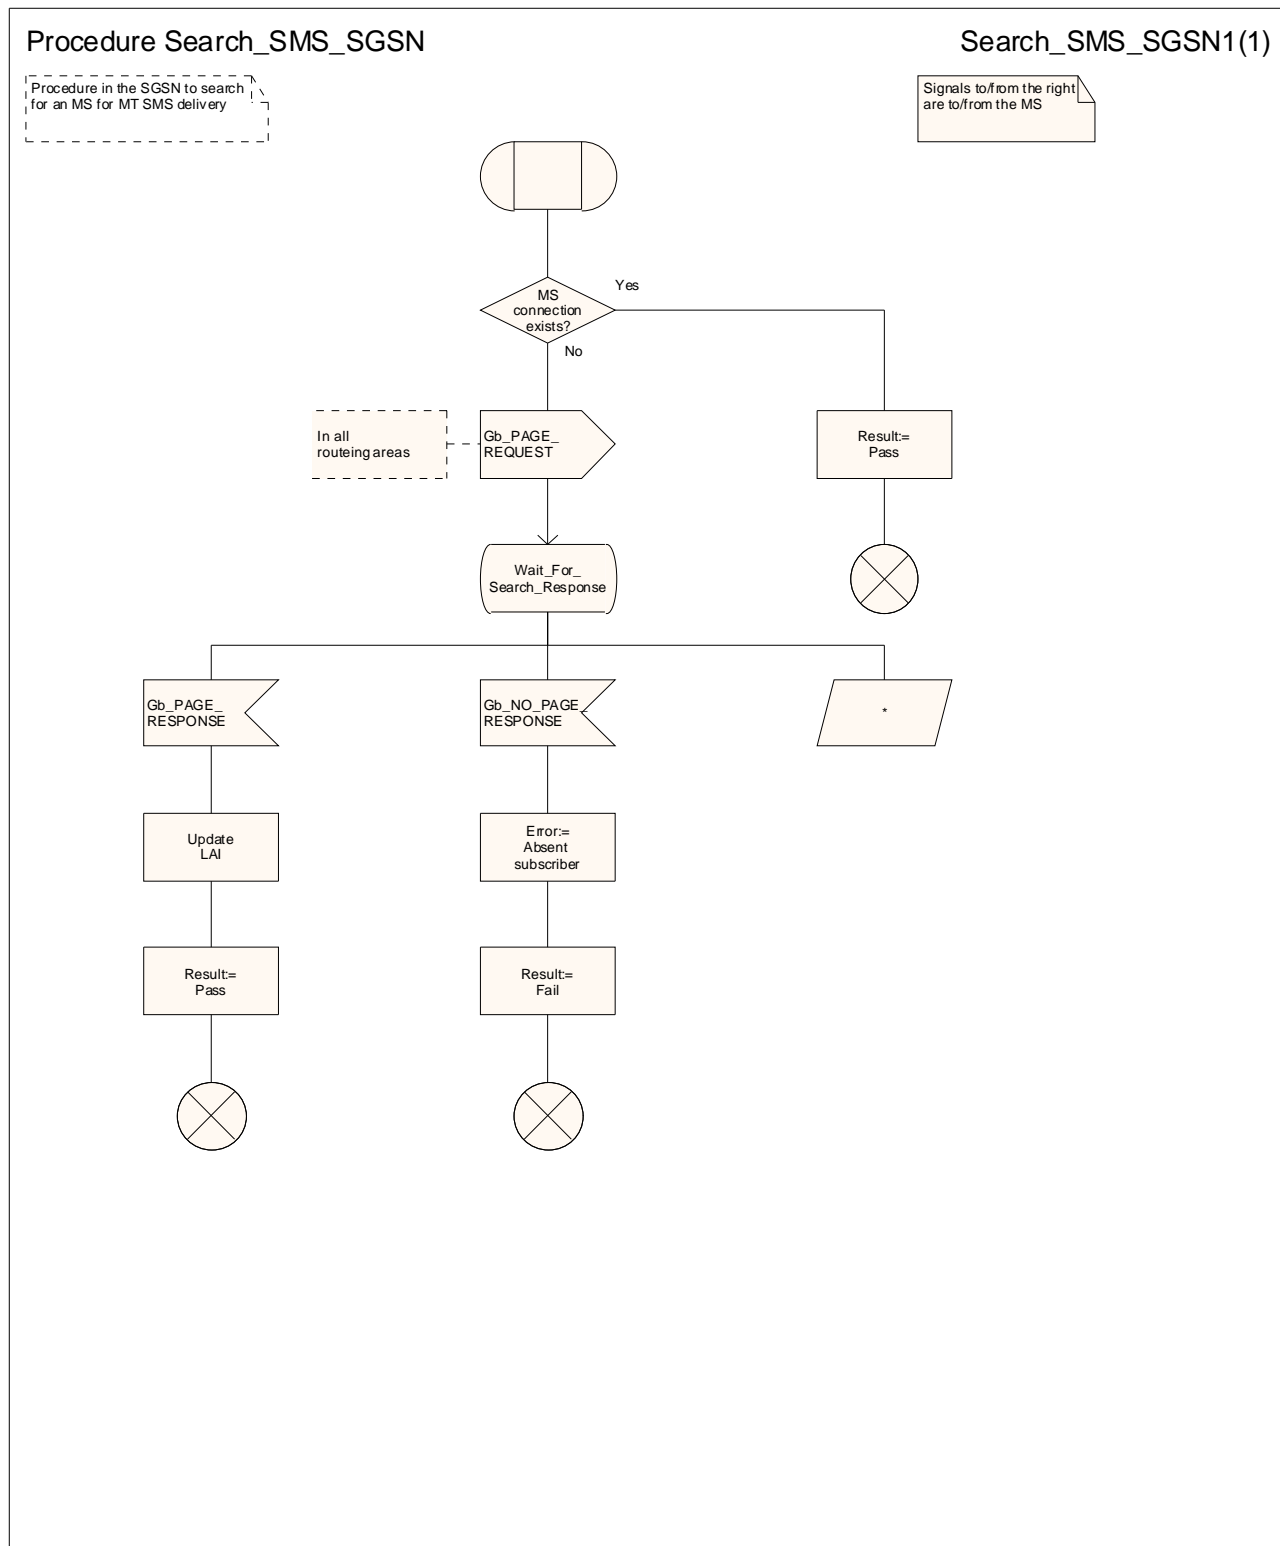 Procedure Search_SMS_SGSN
Search_SMS_SGSN1(1)
Procedure in the SGSN to search
for an MS for MT SMS delivery
Signals to/from the right
are to/from the MS
MS
connection
exists?
Yes
No
In all
routeing areas
Gb_PAGE_
REQUEST
Result:=
Pass
Wait_For_
Search_Response
Gb_PAGE_
RESPONSE
Gb_NO_PAGE_
RESPONSE
*
Update
LAI
Error:=
Absent
subscriber
Result:=
Pass
Result:=
Fail